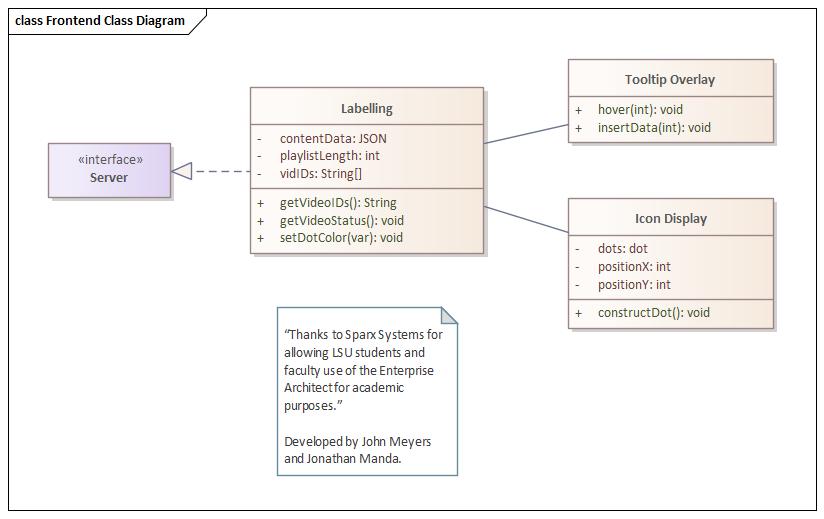 class Frontend Class Diagram
«interface»
Server
Labelling
- contentData: JSON
- playlistLength: int
- vidIDs: String[]
+ getVideoIDs(): String
+ getVideoStatus(): void
+ setDotColor(var): void
Tooltip Overlay
+ hover(int): void
+ insertData(int): void
Icon Display
- dots: dot
- positionX: int
- positionY: int
+ constructDot(): void
“Thanks to Sparx Systems for
allowing LSU students and
faculty use of the Enterprise
Architect for academic
purposes.”
Developed by John Meyers
and Jonathan Manda.